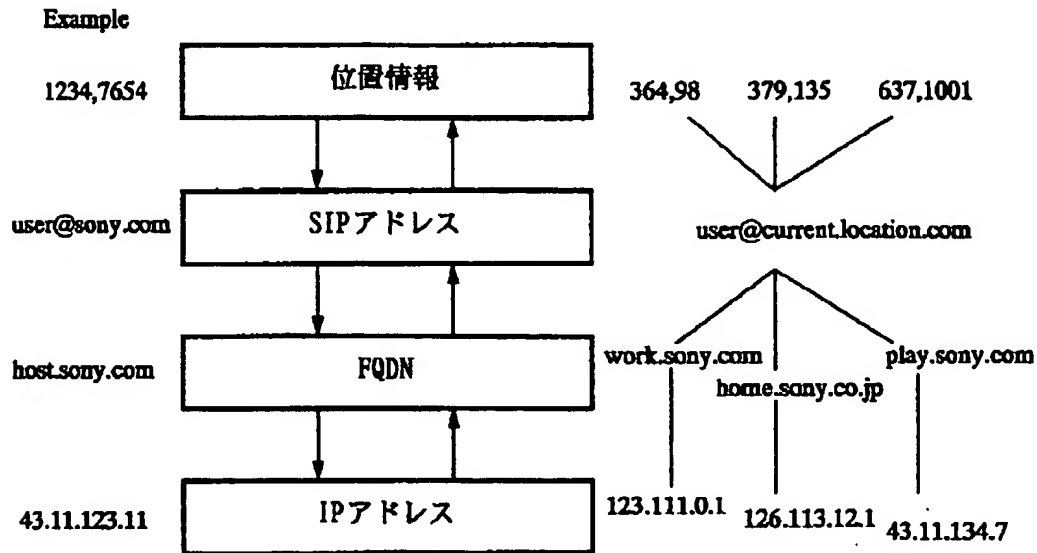 Example
1234,7654
位置情報
364,98
379,135
637,1001
user@sony.com
SIPアドレス
user@current.location.com
host.sony.com
FQDN
work.sony.com
play.sony.com
home.sony.co.jp
43.11.123.11
IPアドレス
123.111.0.1
126.113.12.1
43.11.134.7